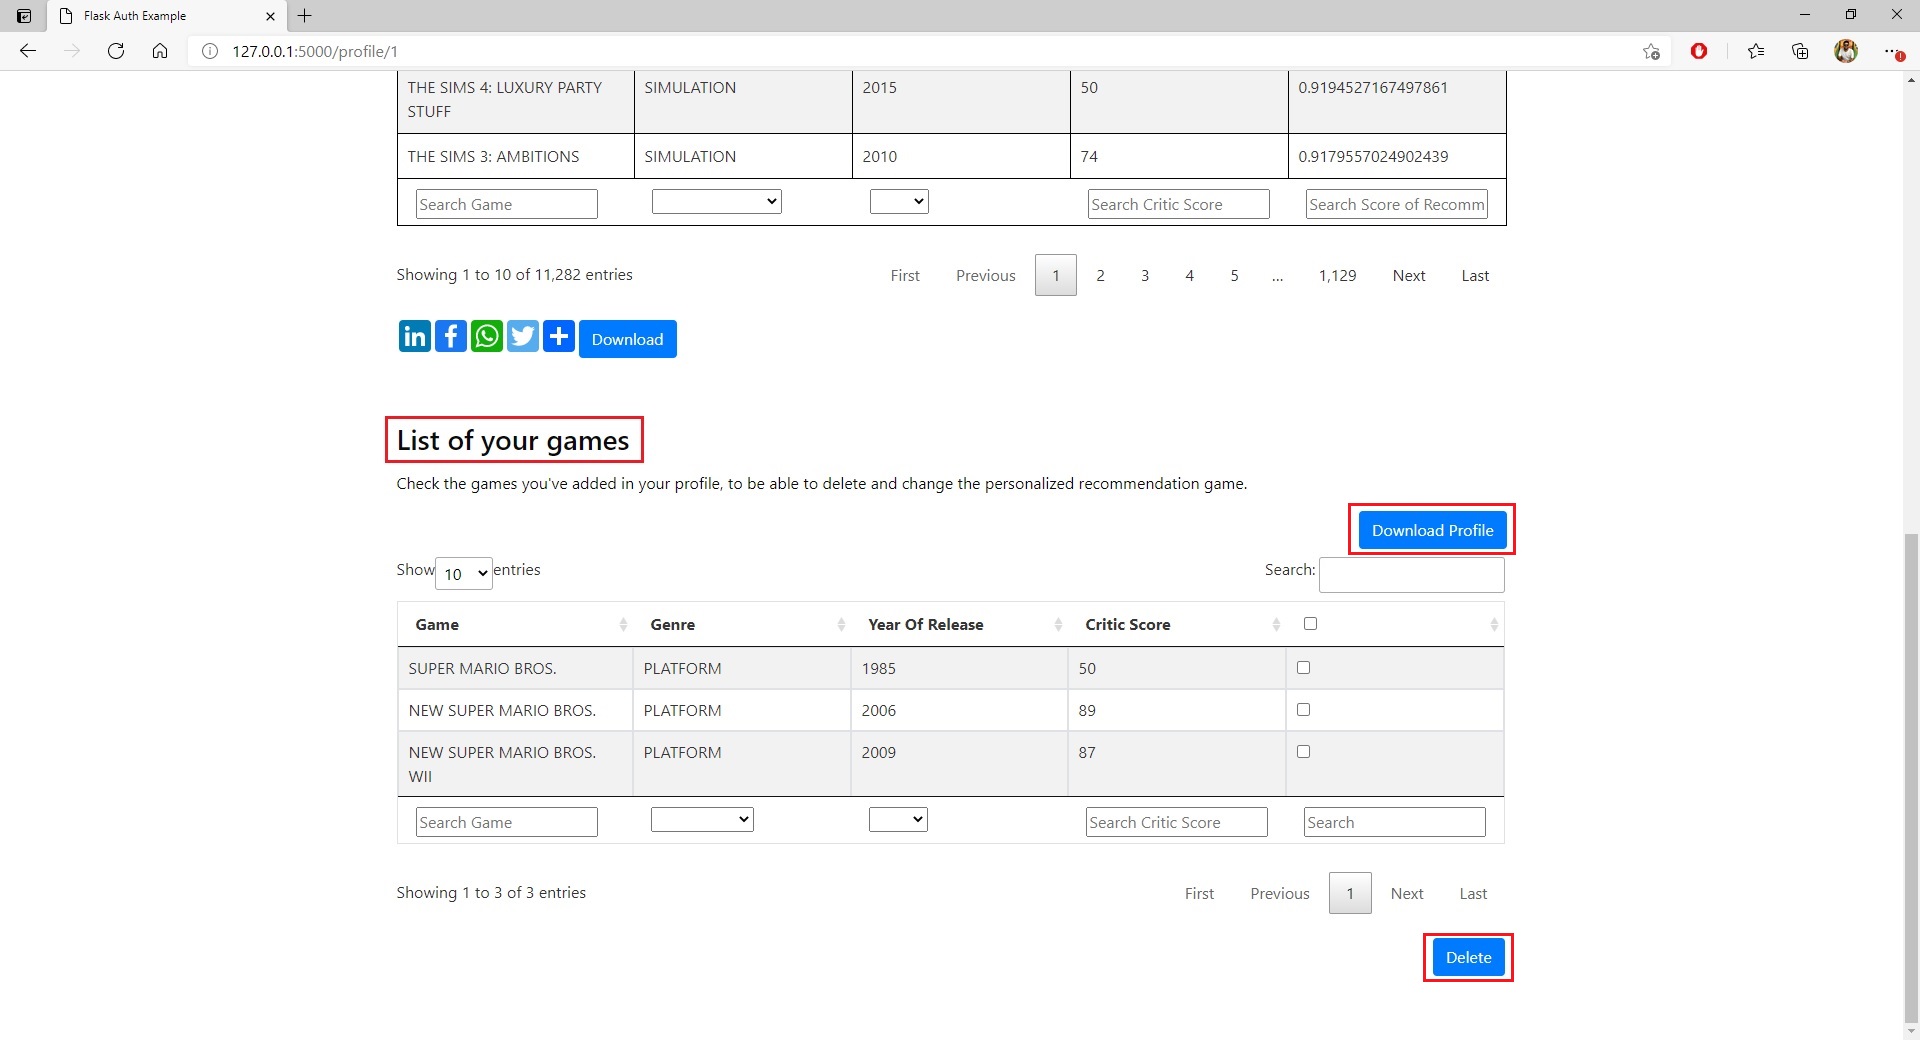 Flask Auth Example
127.0.0.1:5000/profile/1
THE SIMS 4: LUXURY PARTY STUFF SIMULATION 2015 50 0.9194527167497861
THE SIMS 3: AMBITIONS SIMULATION 2010 74 0.9179557024902439
Search Game Search Critic Score Search Score of Recomm
Showing 1 to 10 of 11,282 entries First Previous 1 2 3 4 5 ... 1,129 Next Last
Download
List of your games
Check the games you've added in your profile, to be able to delete and change the personalized recommendation game.
Download Profile
Show 10 entries Search:
Game Genre Year Of Release Critic Score
SUPER MARIO BROS. PLATFORM 1985 50
NEW SUPER MARIO BROS. PLATFORM 2006 89
NEW SUPER MARIO BROS. WII PLATFORM 2009 87
Search Game Search Critic Score Search
Showing 1 to 3 of 3 entries First Previous 1 Next Last
Delete